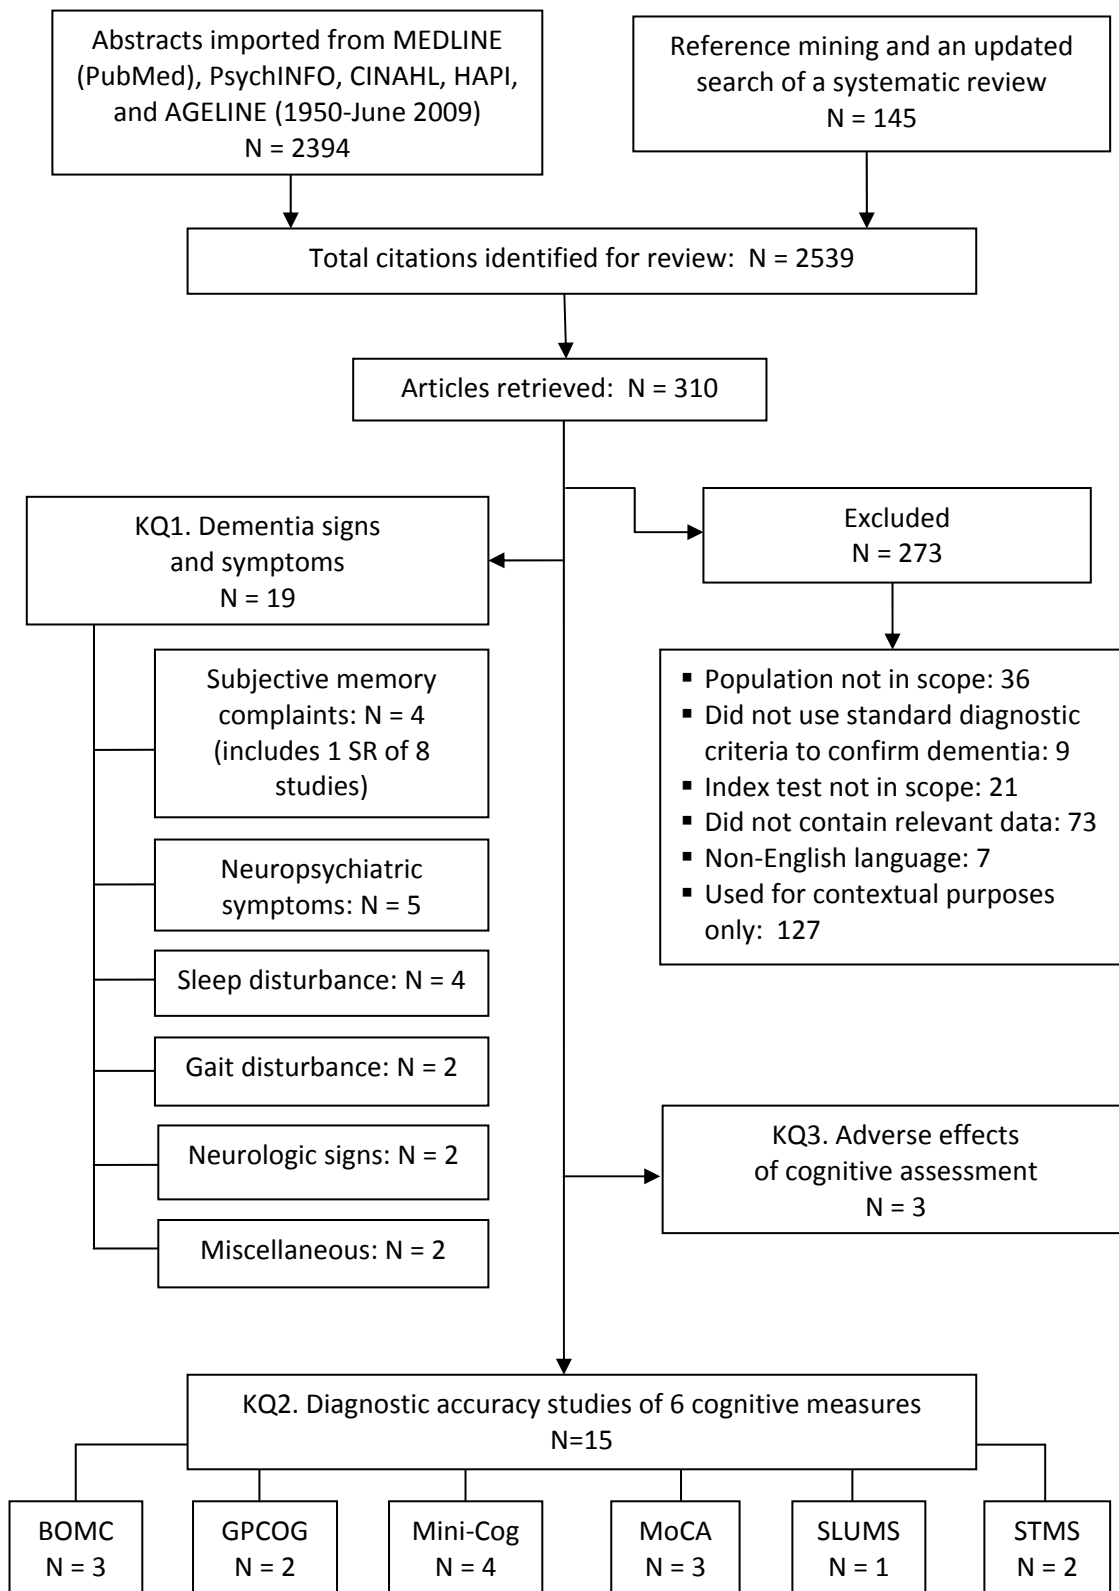 Abstracts imported from MEDLINE
(PubMed), PsychINFO, CINAHL, HAPI,
and AGELINE (1950-June 2009)
N = 2394
Reference mining and an updated
search of a systematic review
N = 145
Total citations identified for review:  N = 2539
Articles retrieved:  N = 310
KQ1. Dementia signs
and symptoms
N = 19
Excluded
N = 273
Subjective memory
complaints: N = 4
(includes 1 SR of 8
studies)
Neuropsychiatric
symptoms: N = 5
Sleep disturbance: N = 4
Gait disturbance: N = 2
Neurologic signs: N = 2
Miscellaneous: N = 2
▪ Population not in scope: 36
▪ Did not use standard diagnostic
criteria to confirm dementia: 9
▪ Index test not in scope: 21
▪ Did not contain relevant data: 73
▪ Non-English language: 7
▪ Used for contextual purposes
only:  127
KQ3. Adverse effects
of cognitive assessment
N = 3
KQ2. Diagnostic accuracy studies of 6 cognitive measures
N=15
BOMC
N = 3
GPCOG
N = 2
Mini-Cog
N = 4
MoCA
N = 3
SLUMS
N = 1
STMS
N = 2